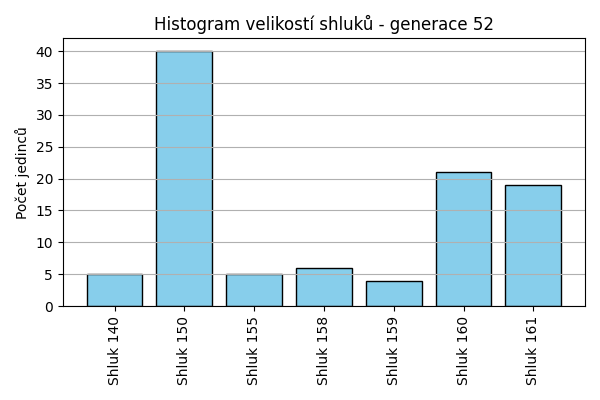 Histogram velikostí shluků - generace 52
Počet jedinců
40
35
30
25
20
15
10
5
0
Shluk 140
Shluk 150
Shluk 155
Shluk 158
Shluk 159
Shluk 160
Shluk 161